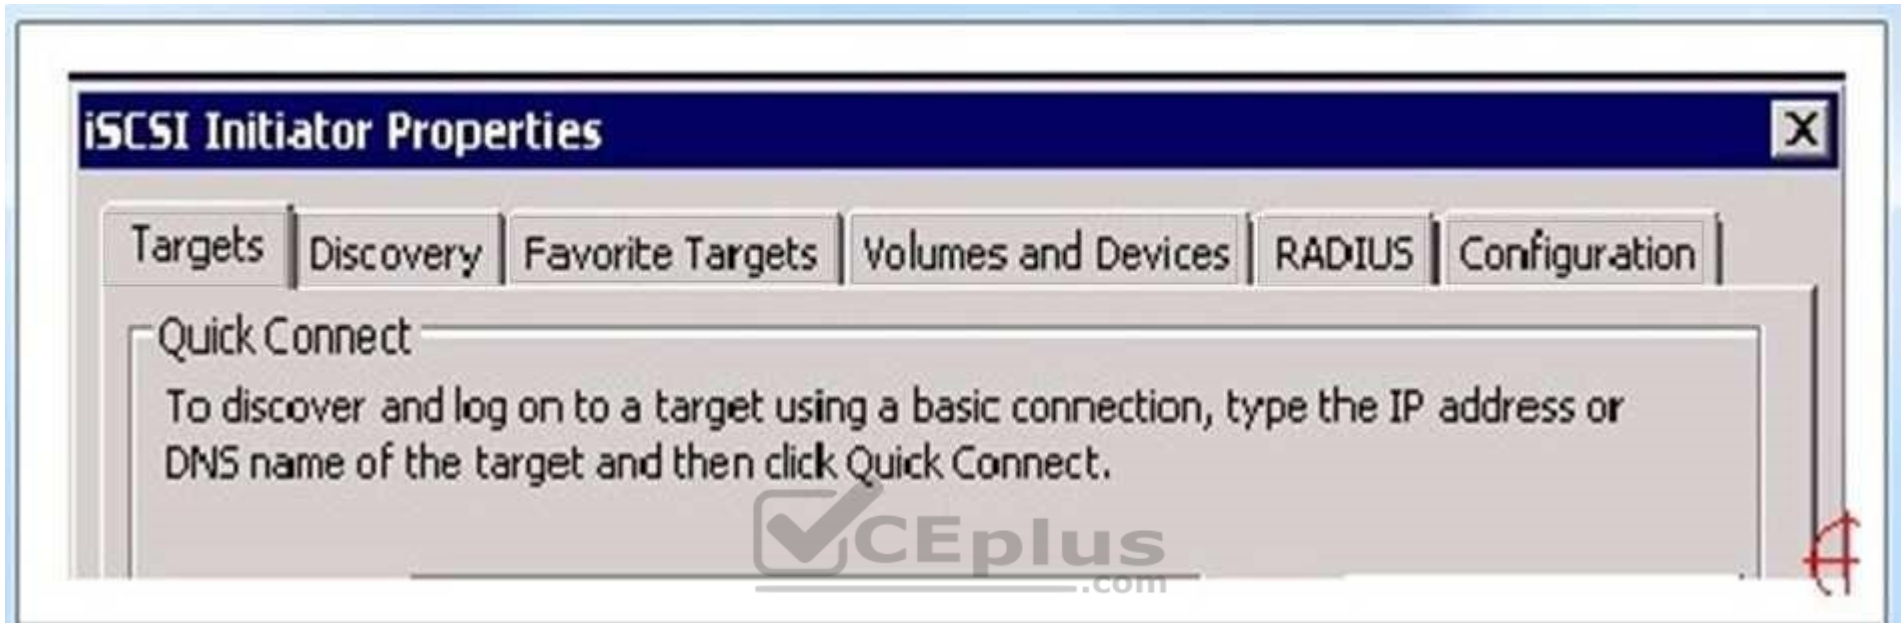 iSCSI Initiator Properties
Targets Discovery Favorite Targets Volumes and Devices RADIUS Configuration
Quick Connect
To discover and log on to a target using a basic connection, type the IP address or
DNS name of the target and then click Quick Connect.
VCEplus
.com